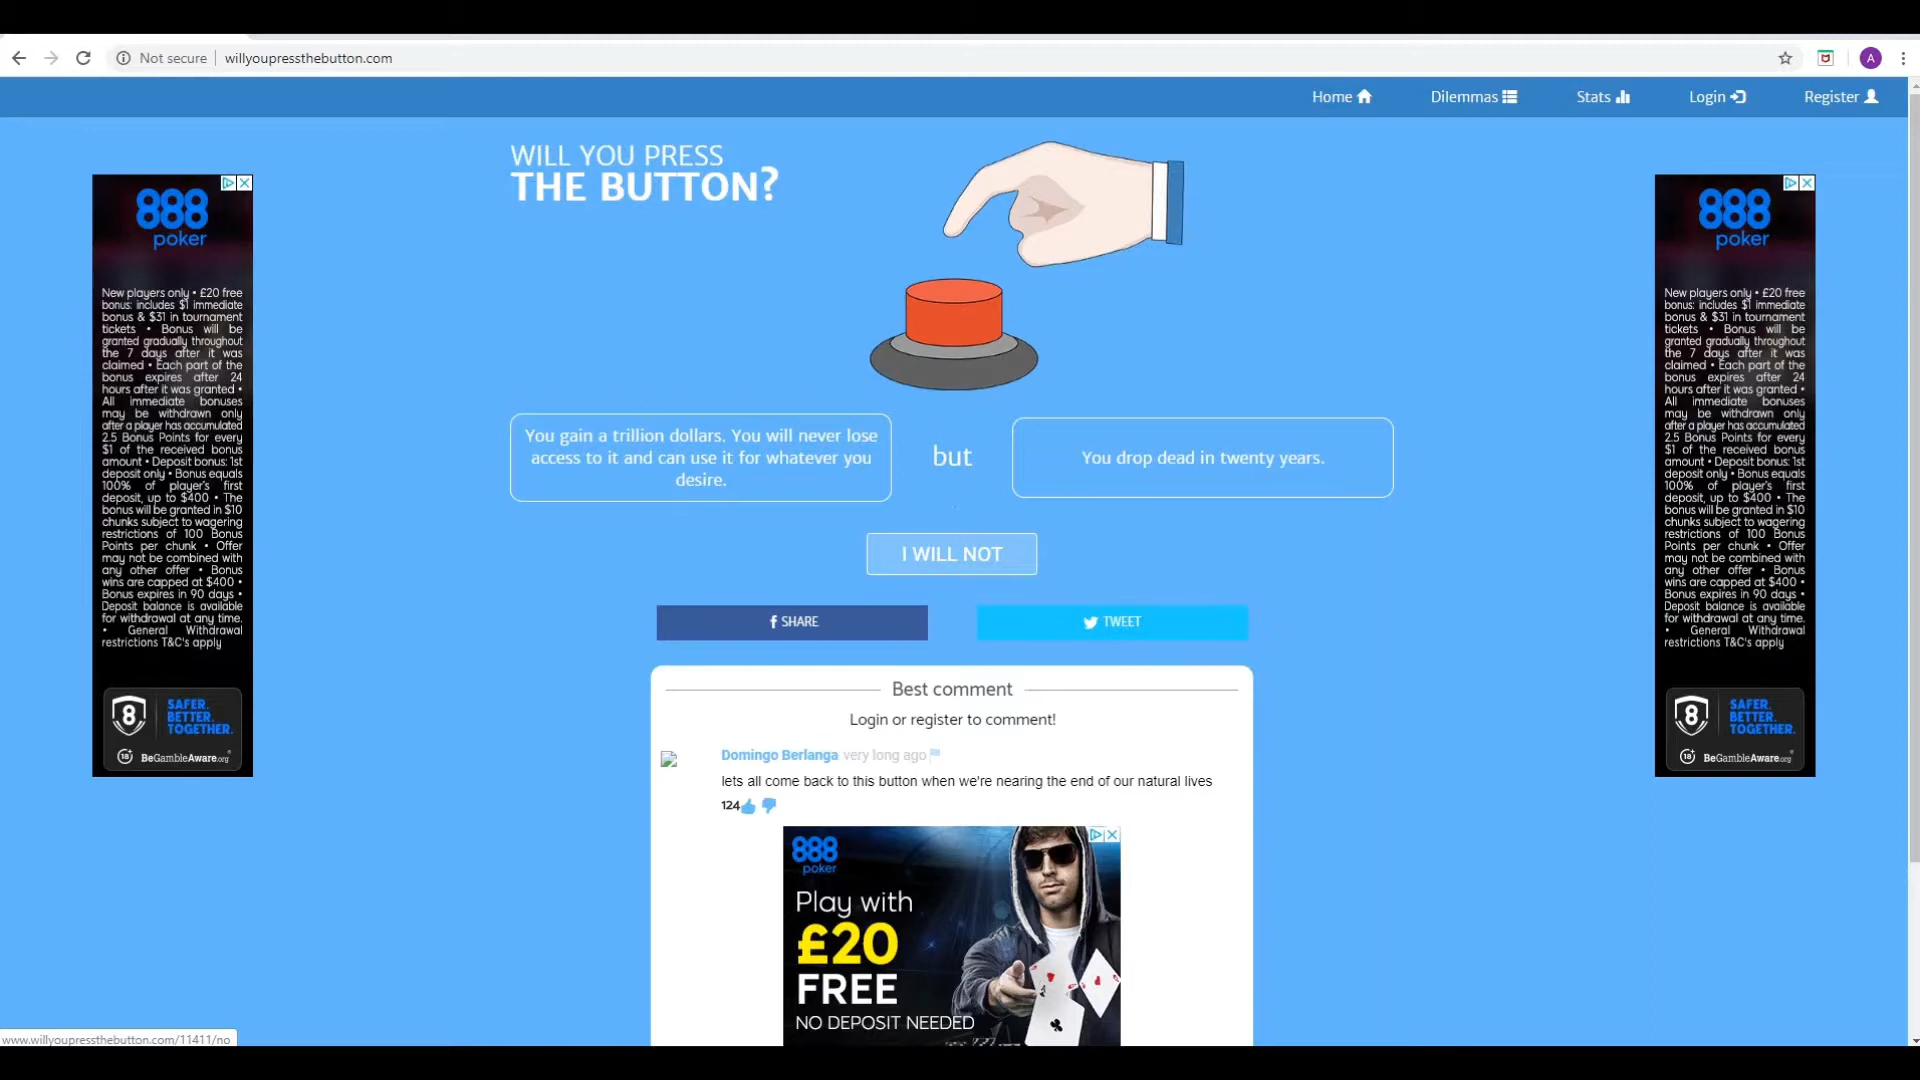 Not secure
willyoupressthebutton.com
A
Home
Dilemmas
Stats
Login
Register
WILL YOU PRESS
THE BUTTON?
You gain a trillion dollars. You will never lose
access to it and can use it for whatever you
desire.
but
You drop dead in twenty years.
I WILL NOT
SHARE
TWEET
Best comment
Login or register to comment!
Domingo Berlanga very long ago
lets all come back to this button when we're nearing the end of our natural lives
124
888
poker
Play with
£20
FREE
NO DEPOSIT NEEDED
888
poker
New players only • £20 free
bonus: includes $1 immediate
bonus & $31 in tournament
tickets • Bonus will be
granted gradually throughout
the 7 days after it was
claimed • Each part of the
bonus expires after 24
hours after it was granted •
All immediate bonuses
may be withdrawn only
after a player has accumulated
2.5 Bonus Points for every
$1 of the received bonus
amount • Deposit bonus: 1st
deposit only • Bonus equals
100% of player's first
deposit, up to $400 • The
bonus will be granted in $10
chunks subject to wagering
restrictions of 100 Bonus
Points per chunk • Offer
may not be combined with
any other offer • Bonus
wins are capped at $400 •
Bonus expires in 90 days •
Deposit balance is available
for withdrawal at any time.
• General Withdrawal
restrictions T&C's apply
8
SAFER.
BETTER.
TOGETHER.
18+ BeGambleAware.org
888
poker
New players only • £20 free
bonus: includes $1 immediate
bonus & $31 in tournament
tickets • Bonus will be
granted gradually throughout
the 7 days after it was
claimed • Each part of the
bonus expires after 24
hours after it was granted •
All immediate bonuses
may be withdrawn only
after a player has accumulated
2.5 Bonus Points for every
$1 of the received bonus
amount • Deposit bonus: 1st
deposit only • Bonus equals
100% of player's first
deposit, up to $400 • The
bonus will be granted in $10
chunks subject to wagering
restrictions of 100 Bonus
Points per chunk • Offer
may not be combined with
any other offer • Bonus
wins are capped at $400 •
Bonus expires in 90 days •
Deposit balance is available
for withdrawal at any time.
• General Withdrawal
restrictions T&C's apply
8
SAFER.
BETTER.
TOGETHER.
18+ BeGambleAware.org
www.willyoupressthebutton.com/11411/no